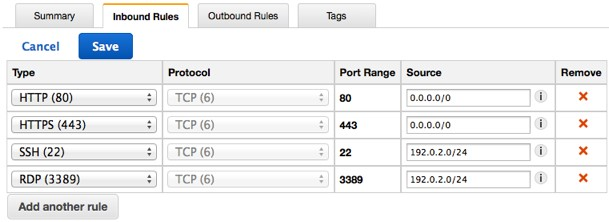 Summary Inbound Rules Outbound Rules Tags
Cancel Save
Type Protocol Port Range Source Remove
HTTP (80) TCP (6) 80 0.0.0.0/0 i
HTTPS (443) TCP (6) 443 0.0.0.0/0 i
SSH (22) TCP (6) 22 192.0.2.0/24 i
RDP (3389) TCP (6) 3389 192.0.2.0/24 i
Add another rule